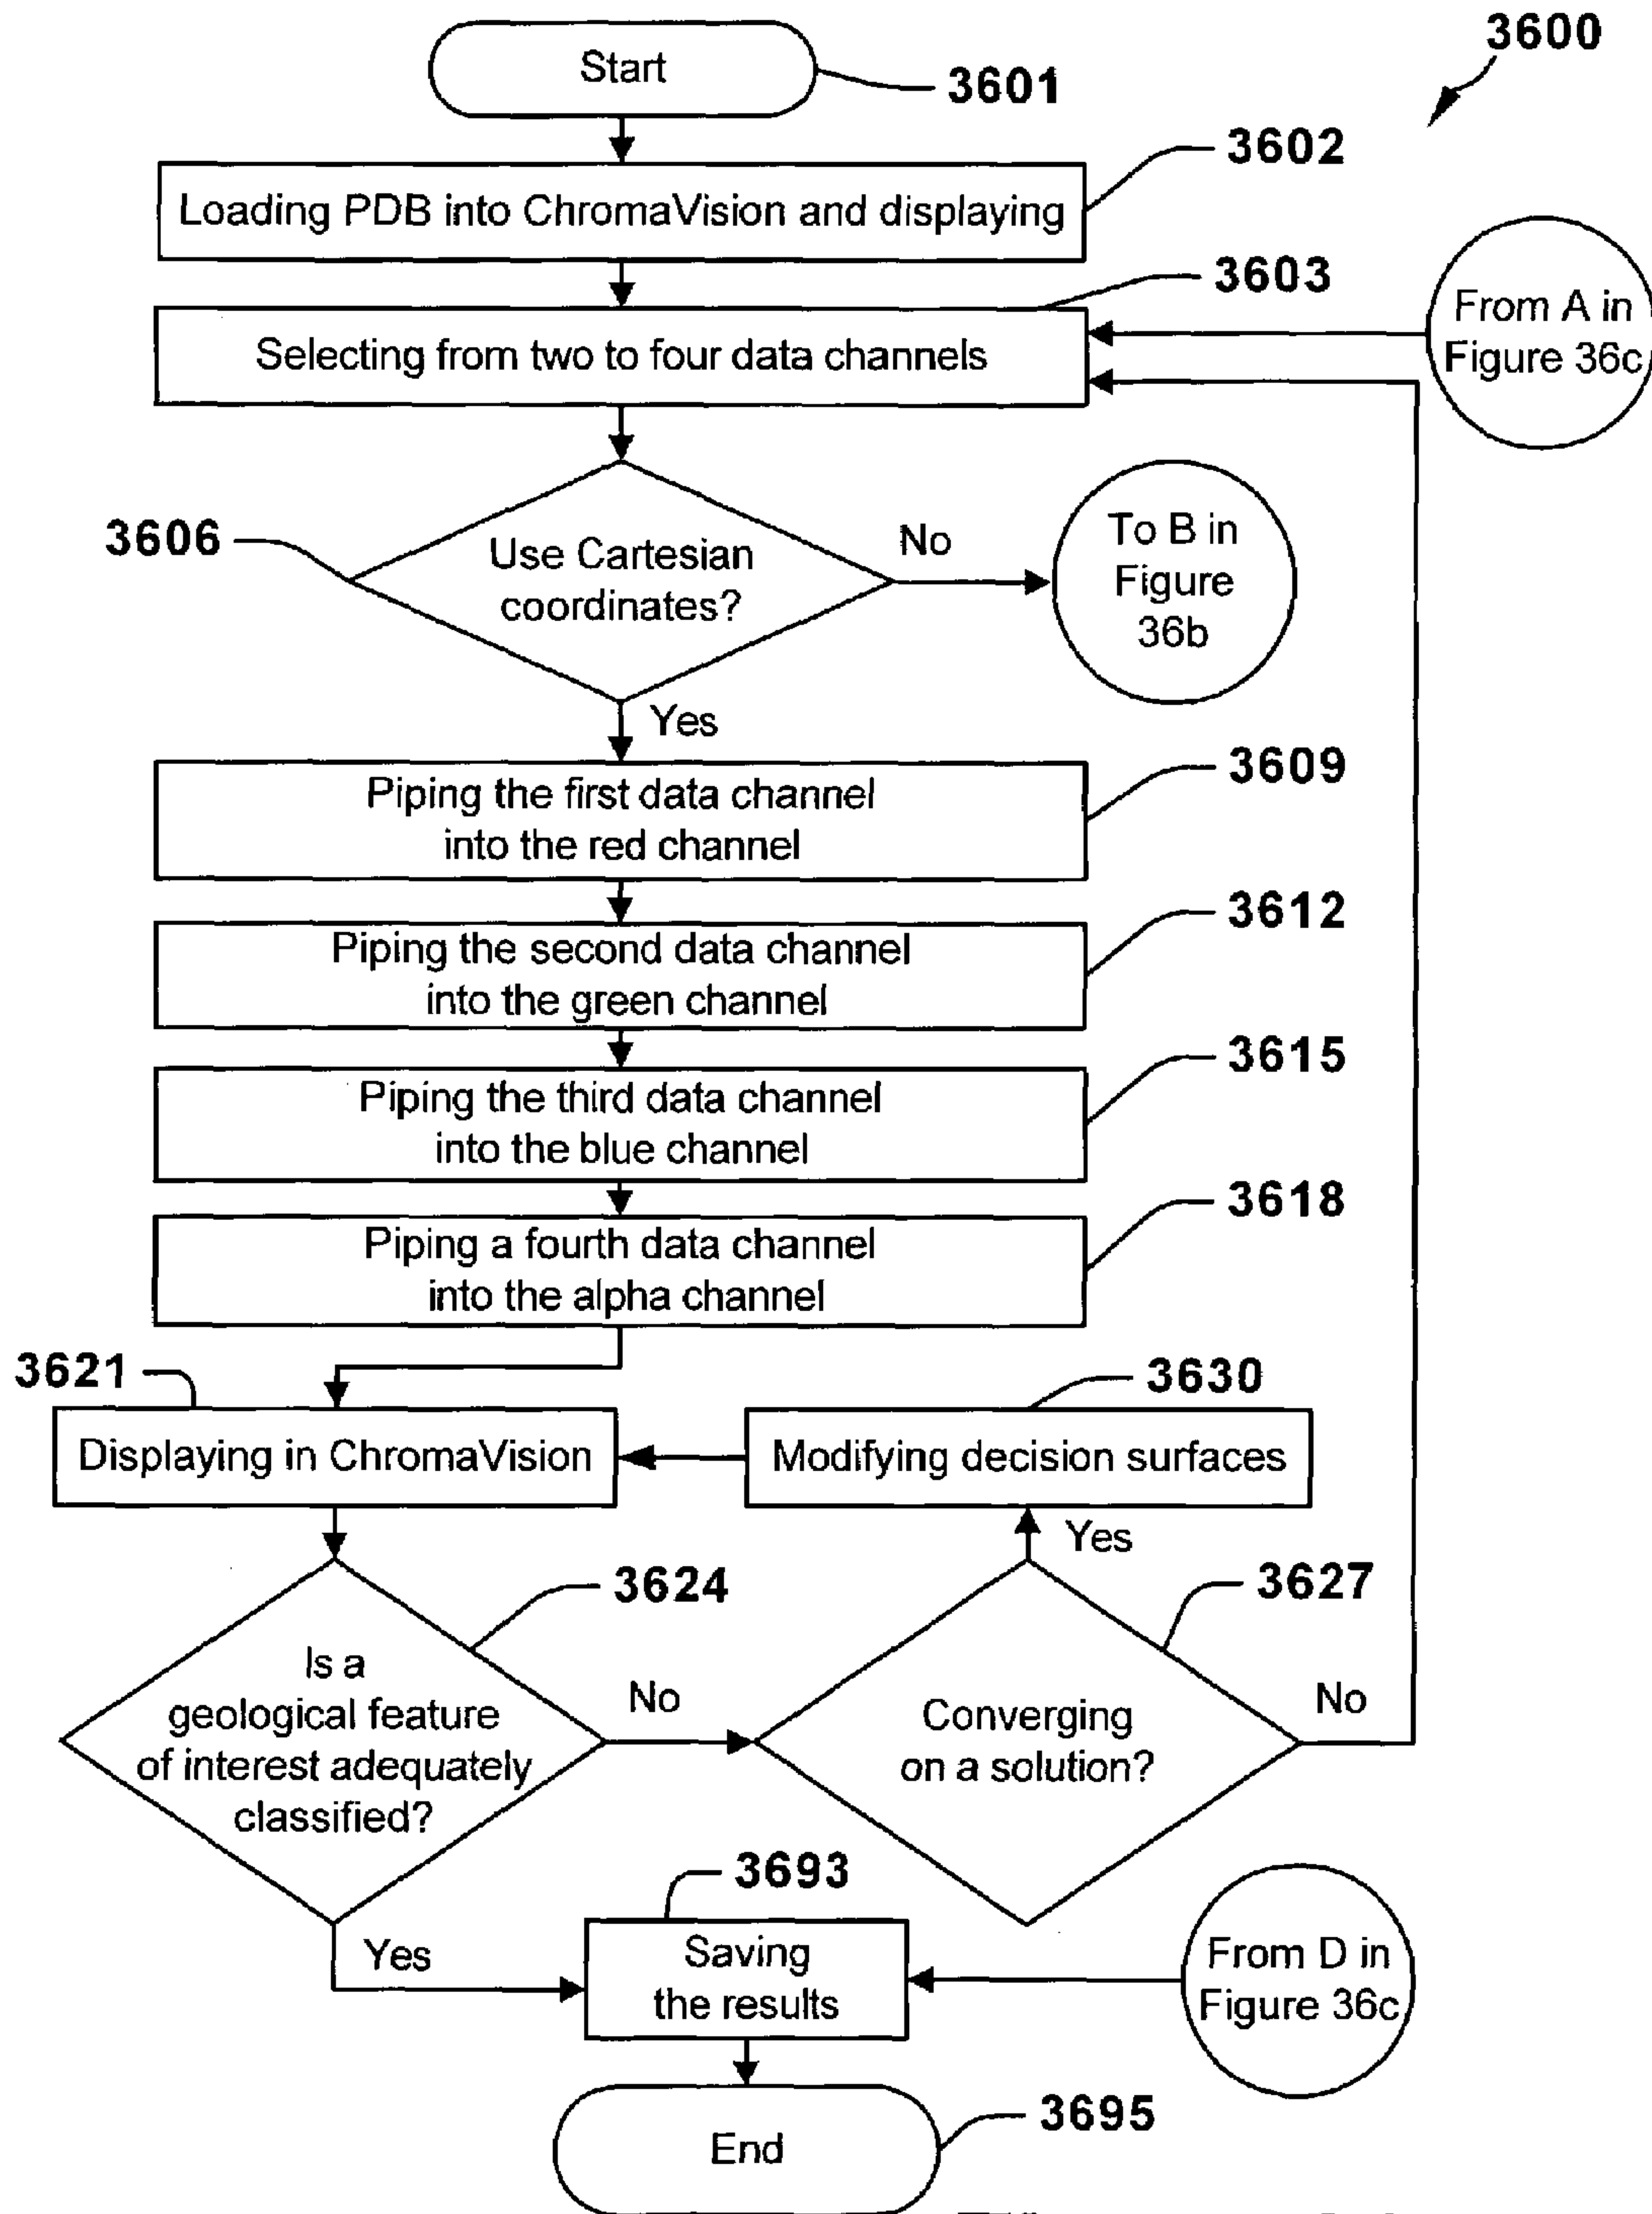 3600
Start
3601
3602
Loading PDB into ChromaVision and displaying
3603
Selecting from two to four data channels
From A in
Figure 36c
3606
Use Cartesian
coordinates?
No
To B in
Figure
36b
Yes
3609
Piping the first data channel
into the red channel
3612
Piping the second data channel
into the green channel
3615
Piping the third data channel
into the blue channel
3618
Piping a fourth data channel
into the alpha channel
3621
3630
Displaying in ChromaVision
Modifying decision surfaces
Yes
3624
3627
Is a
geological feature
of interest adequately
classified?
No
Converging
on a solution?
No
3693
Yes
Saving
the results
From D in
Figure 36c
3695
End